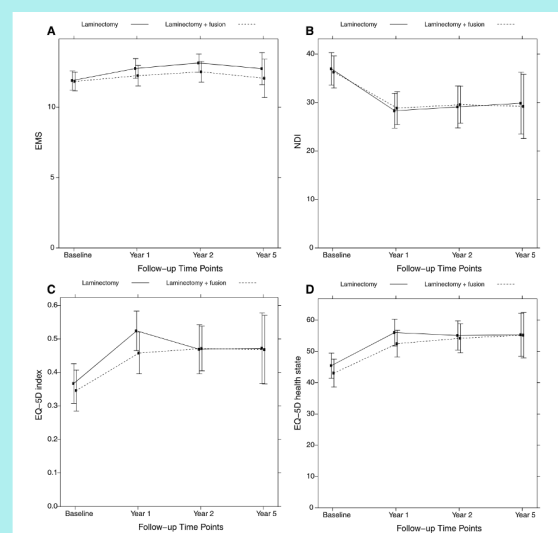 A
Laminectomy Laminectomy + fusion
10
5
0
EMS
Baseline Year 1 Year 2 Year 5
Follow-up Time Points
B
Laminectomy Laminectomy + fusion
40
30
20
10
0
NDI
Baseline Year 1 Year 2 Year 5
Follow-up Time Points
C
Laminectomy Laminectomy + fusion
0.6
0.5
0.4
0.3
0.2
0.1
0.0
EQ-5D index
Baseline Year 1 Year 2 Year 5
Follow-up Time Points
D
Laminectomy Laminectomy + fusion
60
50
40
30
20
10
0
EQ-5D health state
Baseline Year 1 Year 2 Year 5
Follow-up Time Points